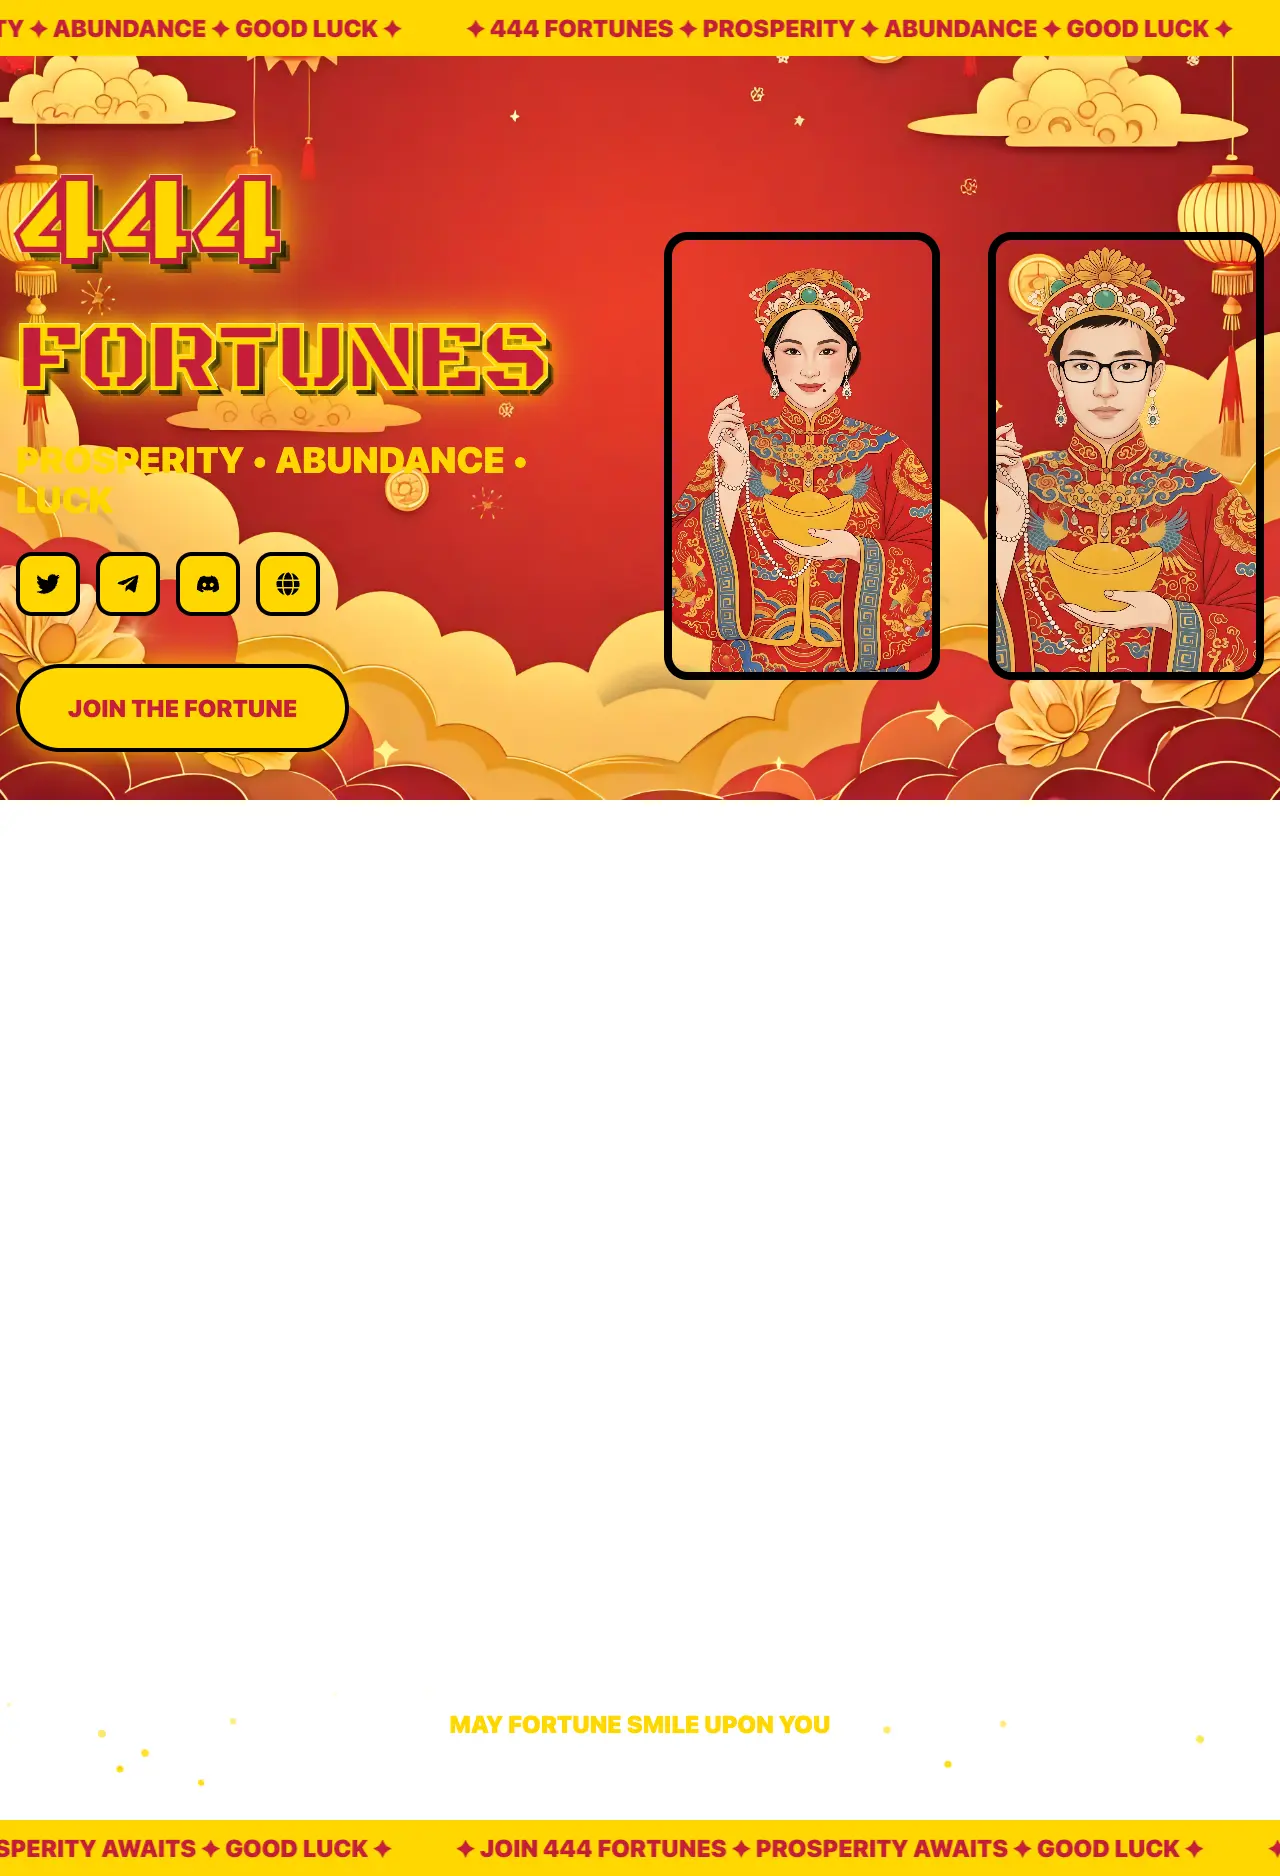 TY ✦ ABUNDANCE ✦ GOOD LUCK ✦ ✦ 444 FORTUNES ✦ PROSPERITY ✦ ABUNDANCE ✦ GOOD LUCK ✦
444
FORTUNES
PROSPERITY • ABUNDANCE •
LUCK
JOIN THE FORTUNE
MAY FORTUNE SMILE UPON YOU
SPERITY AWAITS ✦ GOOD LUCK ✦ ✦ JOIN 444 FORTUNES ✦ PROSPERITY AWAITS ✦ GOOD LUCK ✦ ✦